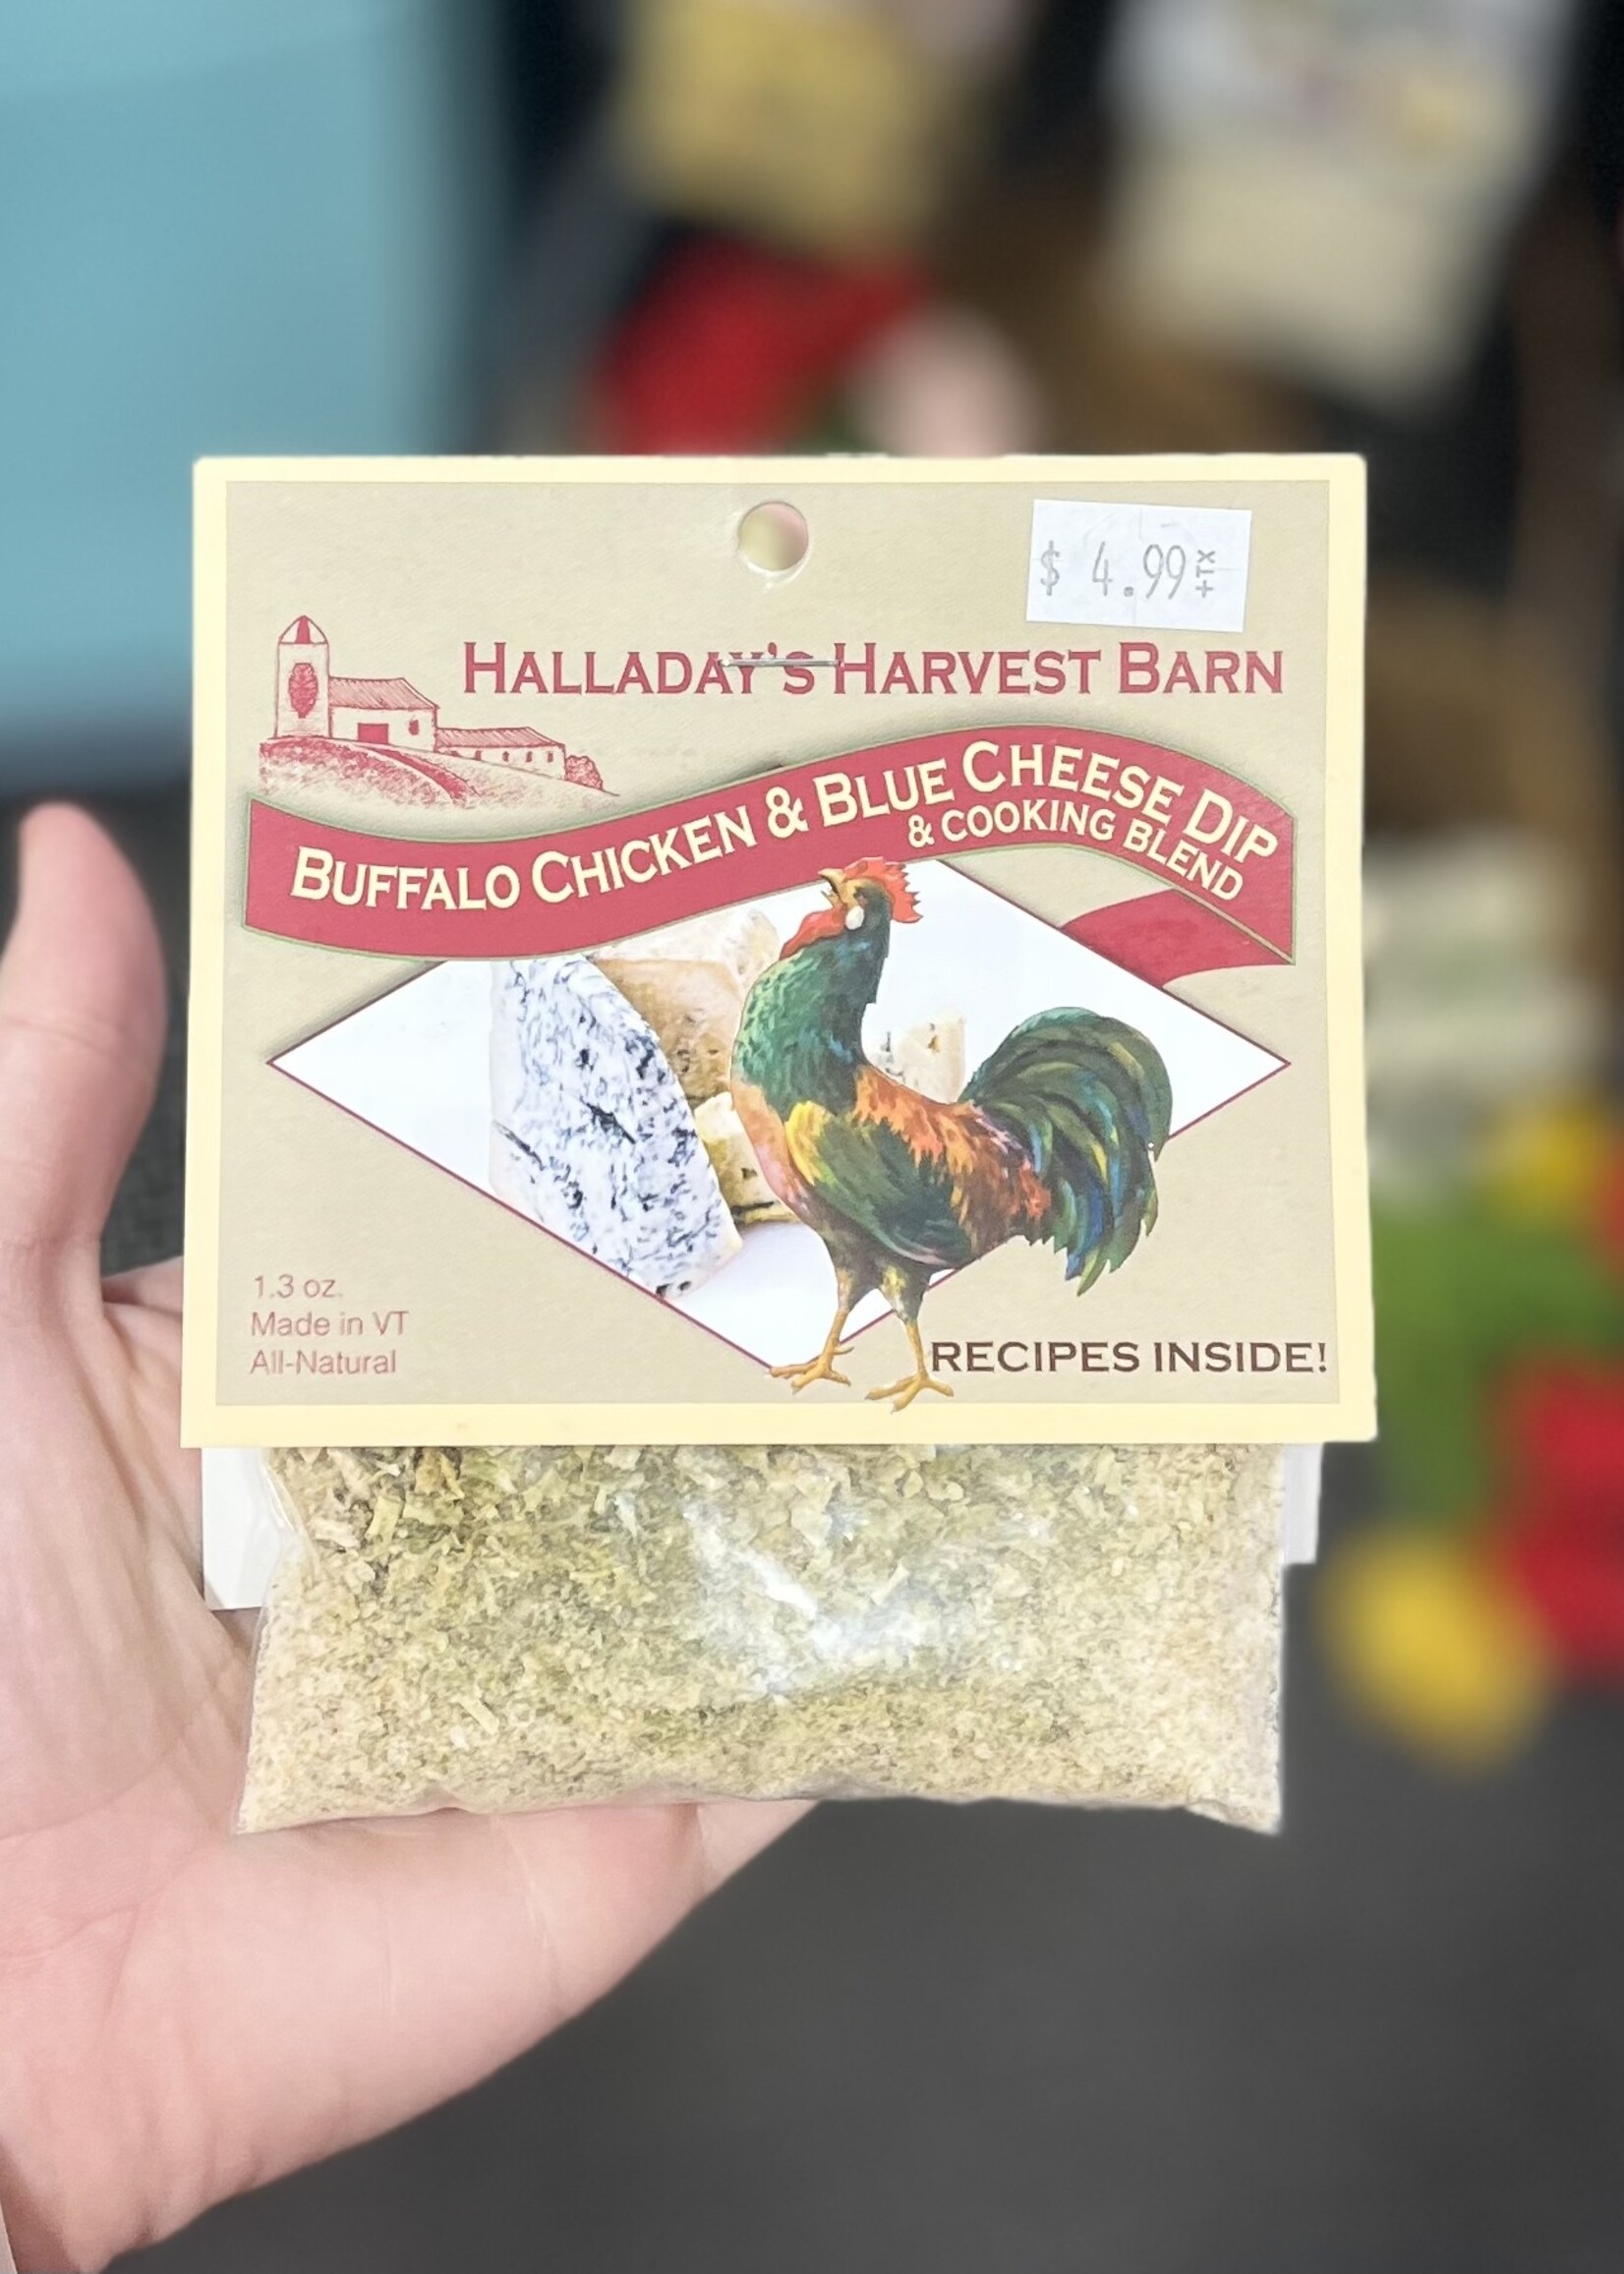 $ 4.99 +TX
HALLADAY'S HARVEST BARN
BUFFALO CHICKEN & BLUE CHEESE DIP
& COOKING BLEND
1.3 oz.
Made in VT
All-Natural
RECIPES INSIDE!